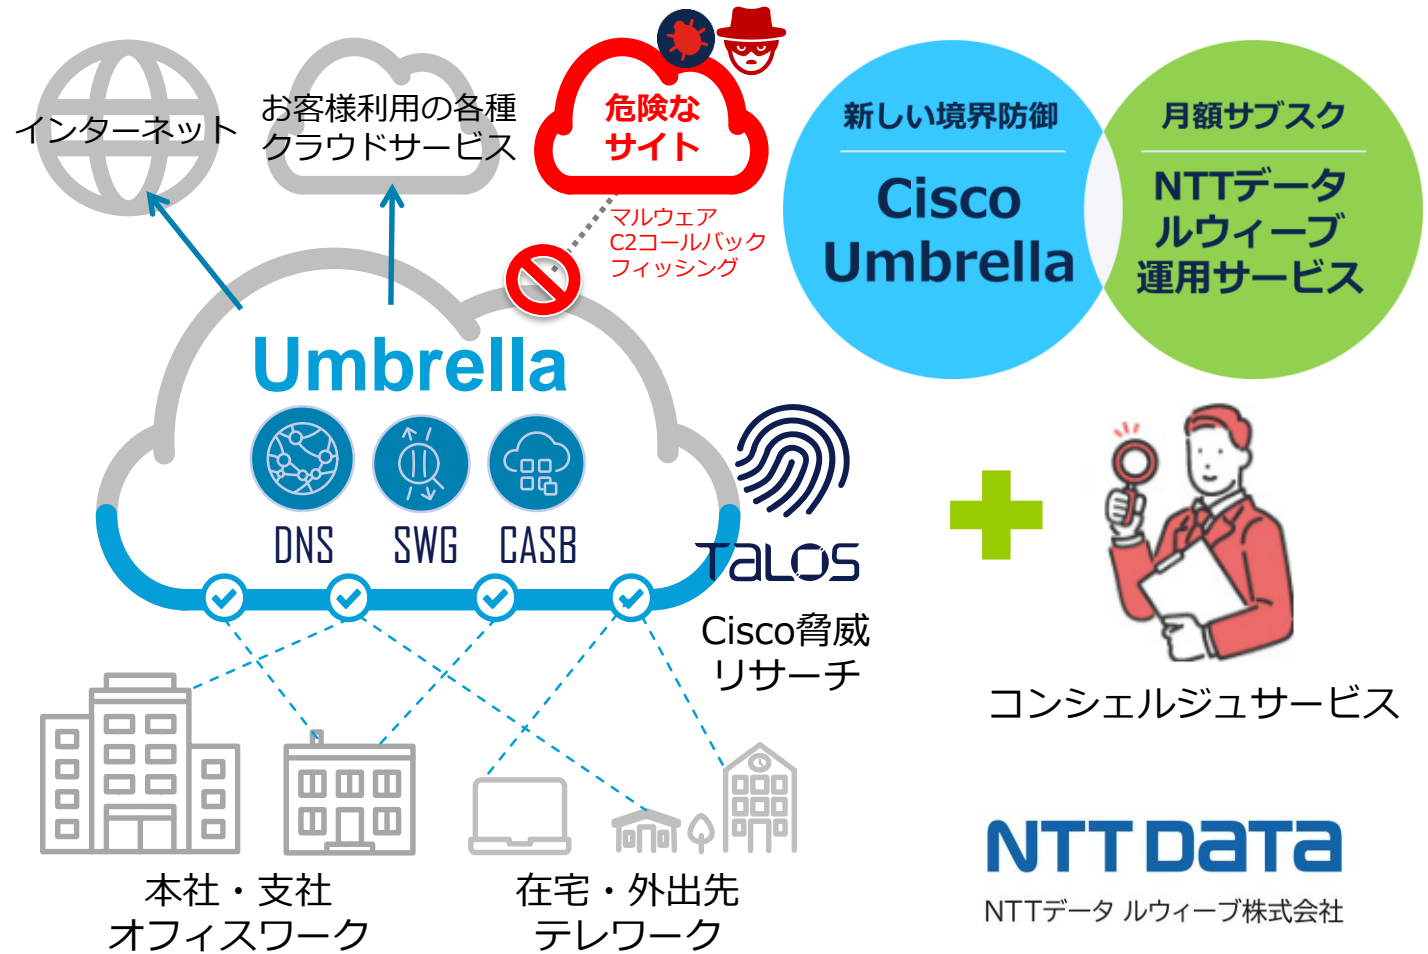 インターネット
お客様利用の各種
クラウドサービス
危険な
サイト
マルウェア
C2コールバック
フィッシング
Umbrella
DNS
SWG
CASB
TALOS
Cisco脅威
リサーチ
本社・支社
オフィスワーク
在宅・外出先
テレワーク
新しい境界防御
Cisco
Umbrella
月額サブスク
NTTデータ
ルウィーブ
運用サービス
コンシェルジュサービス
NTT DATA
NTTデータ ルウィーブ株式会社